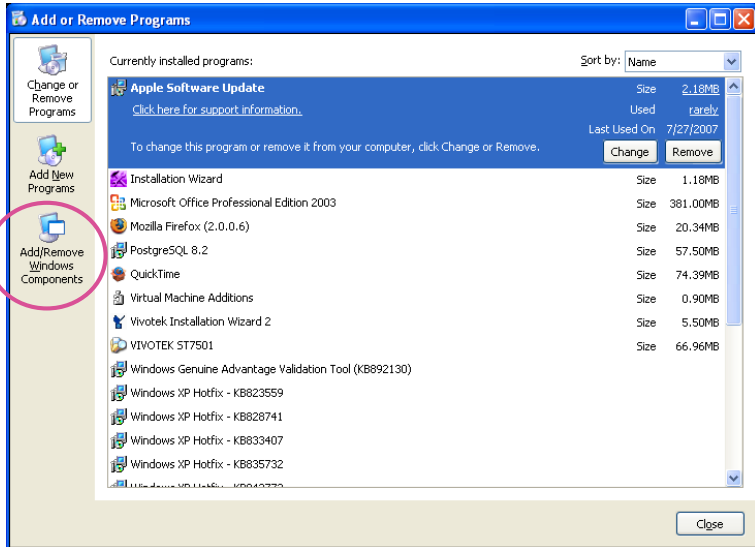 Add or Remove Programs
Change or
Remove
Programs
Add New
Programs
Add/Remove
Windows
Components
Currently installed programs:
Sort by: Name
Apple Software Update Size 2.18MB
Click here for support information. Used rarely
Last Used On 7/27/2007
To change this program or remove it from your computer, click Change or Remove. Change Remove
Installation Wizard Size 1.18MB
Microsoft Office Professional Edition 2003 Size 381.00MB
Mozilla Firefox (2.0.0.6) Size 20.34MB
PostgreSQL 8.2 Size 57.50MB
QuickTime Size 74.39MB
Virtual Machine Additions Size 0.90MB
Vivotek Installation Wizard 2 Size 5.50MB
VIVOTEK ST7501 Size 66.96MB
Windows Genuine Advantage Validation Tool (KB892130)
Windows XP Hotfix - KB823559
Windows XP Hotfix - KB828741
Windows XP Hotfix - KB833407
Windows XP Hotfix - KB835732
Windows XP Hotfix -
Close